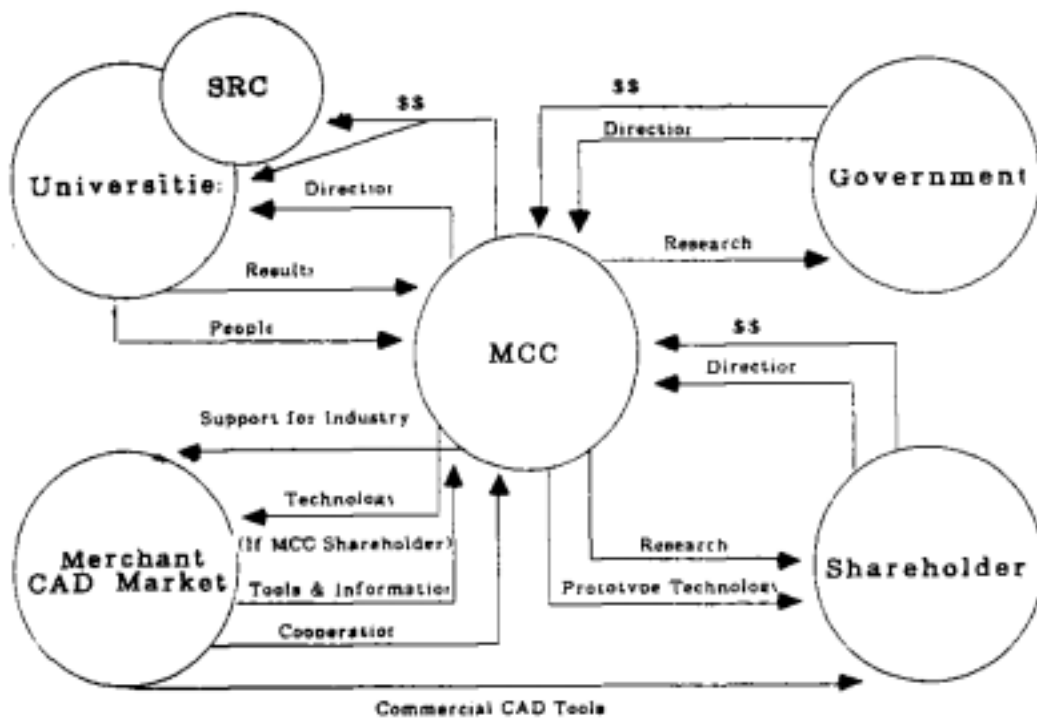 SRC
$$
$$
Direction
Universities
Direction
Government
Research
Results
People
MCC
$$
Direction
Support for Industry
Technology
(If MCC Shareholder)
Merchant
CAD Market
Research
Shareholder
Tools & Information
Prototype Technology
Cooperation
Commercial CAD Tools